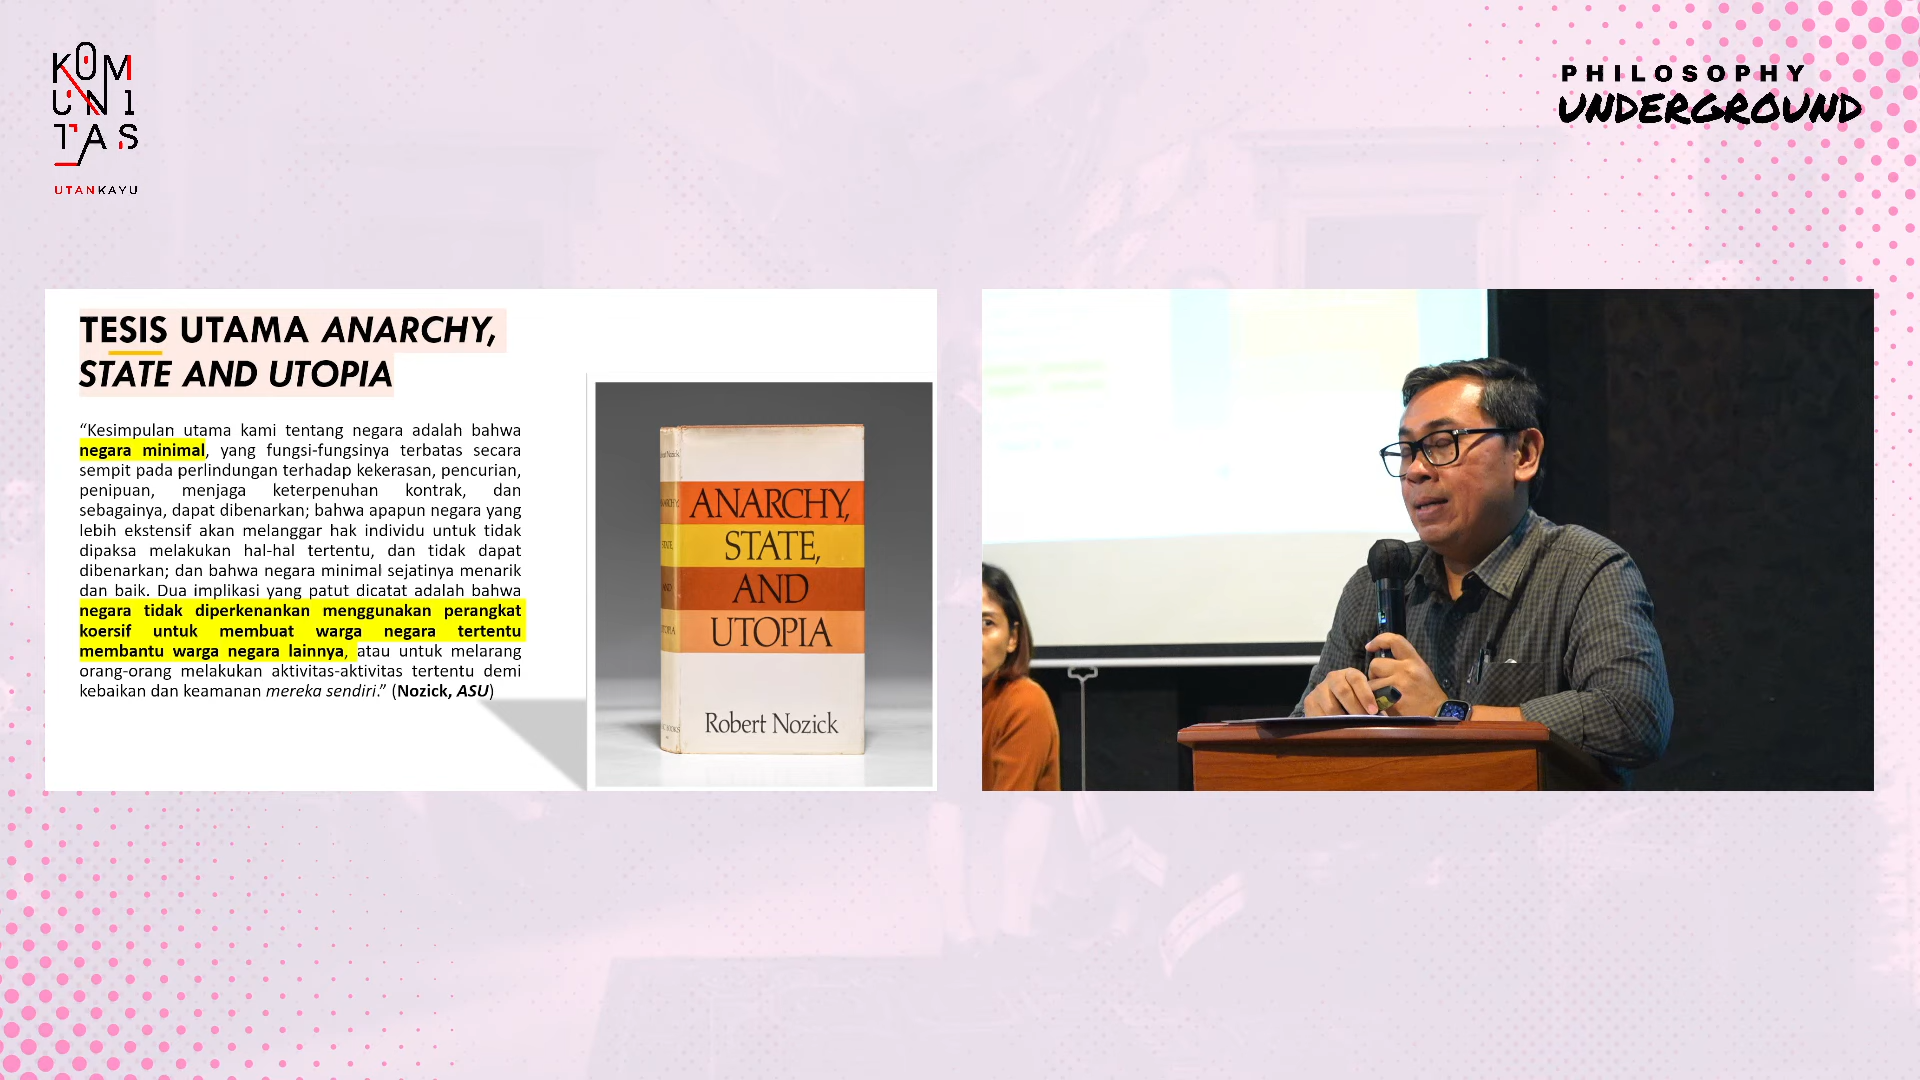 KOM
UNI
TAS
UTANKAYU
PHILOSOPHY
UNDERGROUND
TESIS UTAMA ANARCHY,
STATE AND UTOPIA
“Kesimpulan utama kami tentang negara adalah bahwa
negara minimal, yang fungsi-fungsinya terbatas secara
sempit pada perlindungan terhadap kekerasan, pencurian,
penipuan, menjaga keterpenuhan kontrak, dan
sebagainya, dapat dibenarkan; bahwa apapun negara yang
lebih ekstensif akan melanggar hak individu untuk tidak
dipaksa melakukan hal-hal tertentu, dan tidak dapat
dibenarkan; dan bahwa negara minimal sejatinya menarik
dan baik. Dua implikasi yang patut dicatat adalah bahwa
negara tidak diperkenankan menggunakan perangkat
koersif untuk membuat warga negara tertentu
membantu warga negara lainnya, atau untuk melarang
orang-orang melakukan aktivitas-aktivitas tertentu demi
kebaikan dan keamanan mereka sendiri.” (Nozick, ASU)
ANARCHY,
STATE,
AND
UTOPIA
Robert Nozick